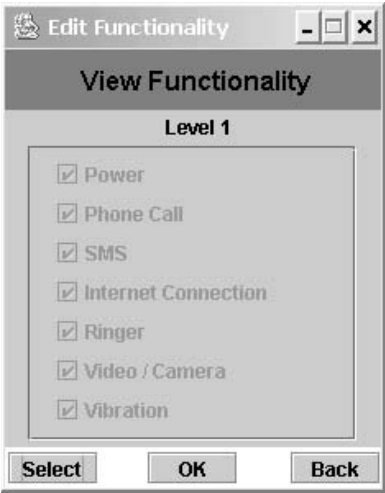 Edit Functionality
View Functionality
Level 1
Power
Phone Call
SMS
Internet Connection
Ringer
Video / Camera
Vibration
Select OK Back